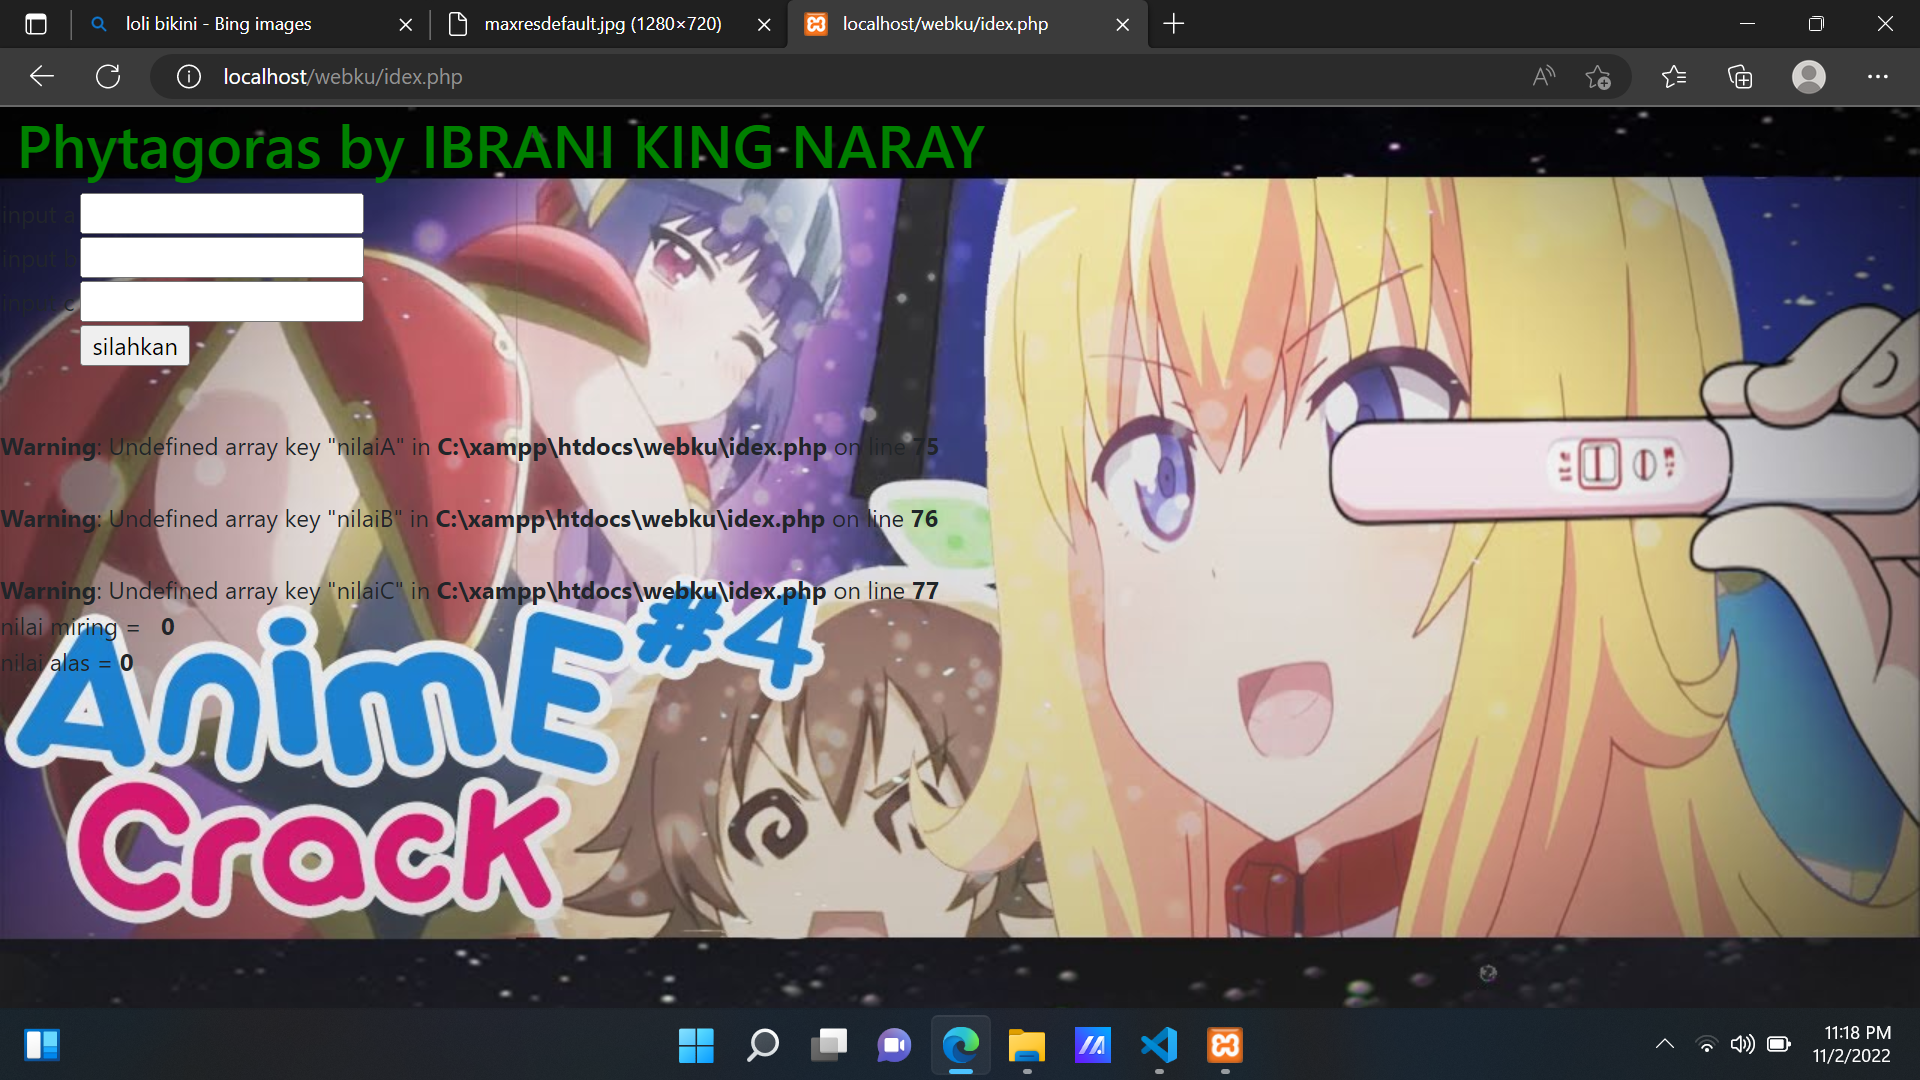 loli bikini - Bing images
maxresdefault.jpg (1280×720)
localhost/webku/idex.php
localhost/webku/idex.php
Phytagoras by IBRANI KING NARAY
input a
input b
input c
silahkan
Warning: Undefined array key "nilaiA" in C:\xampp\htdocs\webku\idex.php on line 75
Warning: Undefined array key "nilaiB" in C:\xampp\htdocs\webku\idex.php on line 76
Warning: Undefined array key "nilaiC" in C:\xampp\htdocs\webku\idex.php on line 77
nilai miring = 0
nilai alas = 0
AnimE #4
Crack
11:18 PM
11/2/2022